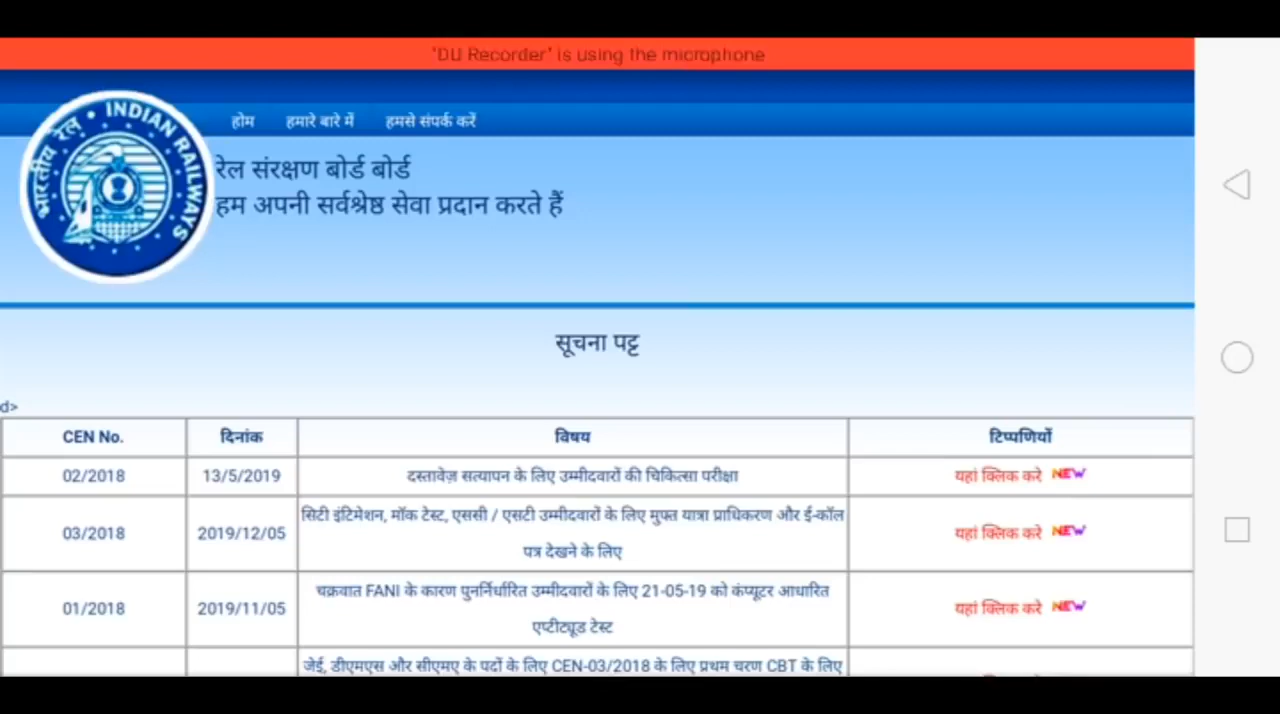 "DU Recorder" is using the microphone
भारतीय रेल • INDIAN RAILWAYS
होम हमारे बारे में हमसे संपर्क करें
रेल संरक्षण बोर्ड बोर्ड
हम अपनी सर्वश्रेष्ठ सेवा प्रदान करते हैं
सूचना पट्ट
d>
CEN No. दिनांक विषय टिप्पणियों
02/2018 13/5/2019 दस्तावेज़ सत्यापन के लिए उम्मीदवारों की चिकित्सा परीक्षा यहां क्लिक करे NEW
सिटी इंटिमेशन, मॉक टेस्ट, एससी / एसटी उम्मीदवारों के लिए मुफ्त यात्रा प्राधिकरण और ई-कॉल
03/2018 2019/12/05 यहां क्लिक करे NEW
पत्र देखने के लिए
चक्रवात FANI के कारण पुनर्निर्धारित उम्मीदवारों के लिए 21-05-19 को कंप्यूटर आधारित
01/2018 2019/11/05 यहां क्लिक करे NEW
एप्टीट्यूड टेस्ट
जेई, डीएमएस और सीएमए के पदों के लिए CEN-03/2018 के लिए प्रथम चरण CBT के लिए